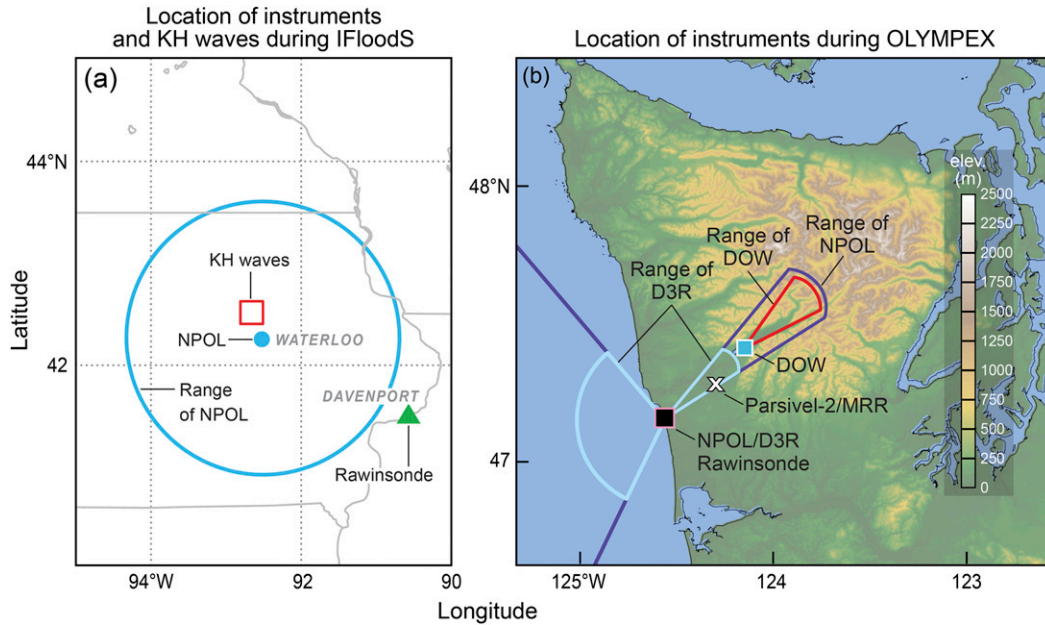 Location of instruments
and KH waves during IFloodS
(a)
44°N
42
94°W
92
90
KH waves
NPOL
WATERLOO
Range
of NPOL
DAVENPORT
Rawinsonde
Latitude
Longitude
Location of instruments during OLYMPEX
(b)
48°N
47
125°W
124
123
Range of
NPOL
Range of
DOW
Range of
D3R
DOW
X
Parsivel-2/MRR
NPOL/D3R
Rawinsonde
elev.
(m)
2500
2250
2000
1750
1500
1250
1000
750
500
250
0